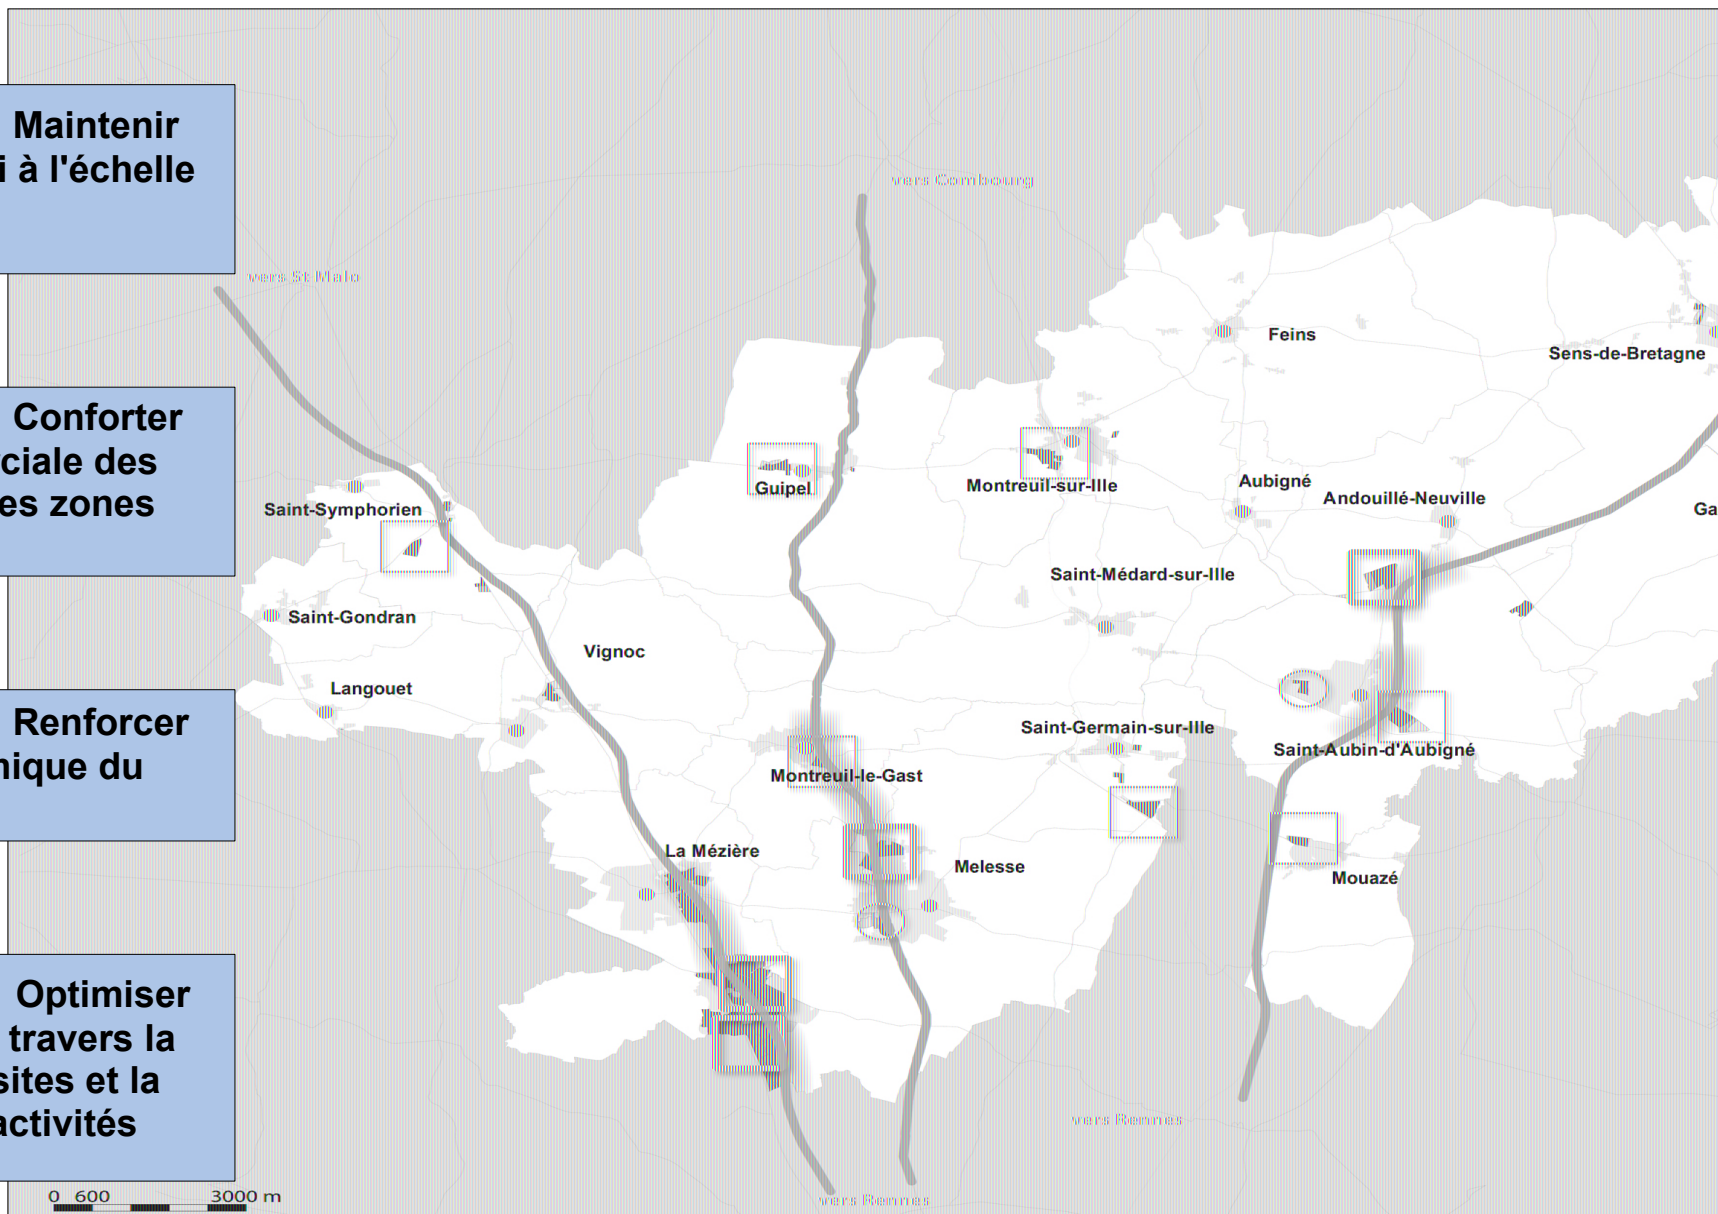 Maintenir
i à l'échelle
Conforter
rciale des
es zones
Renforcer
nique du
Optimiser
travers la
sites et la
activités
vers Combourg
vers St Malo
Feins
Sens-de-Bretagne
Guipel
Montreuil-sur-Ille
Aubigné
Andouillé-Neuville
Saint-Symphorien
Ga
Saint-Médard-sur-Ille
Saint-Gondran
Vignoc
Langouet
Saint-Germain-sur-Ille
Saint-Aubin-d'Aubigné
Montreuil-le-Gast
La Mézière
Melesse
Mouazé
vers Rennes
vers Rennes
0 600 3000 m